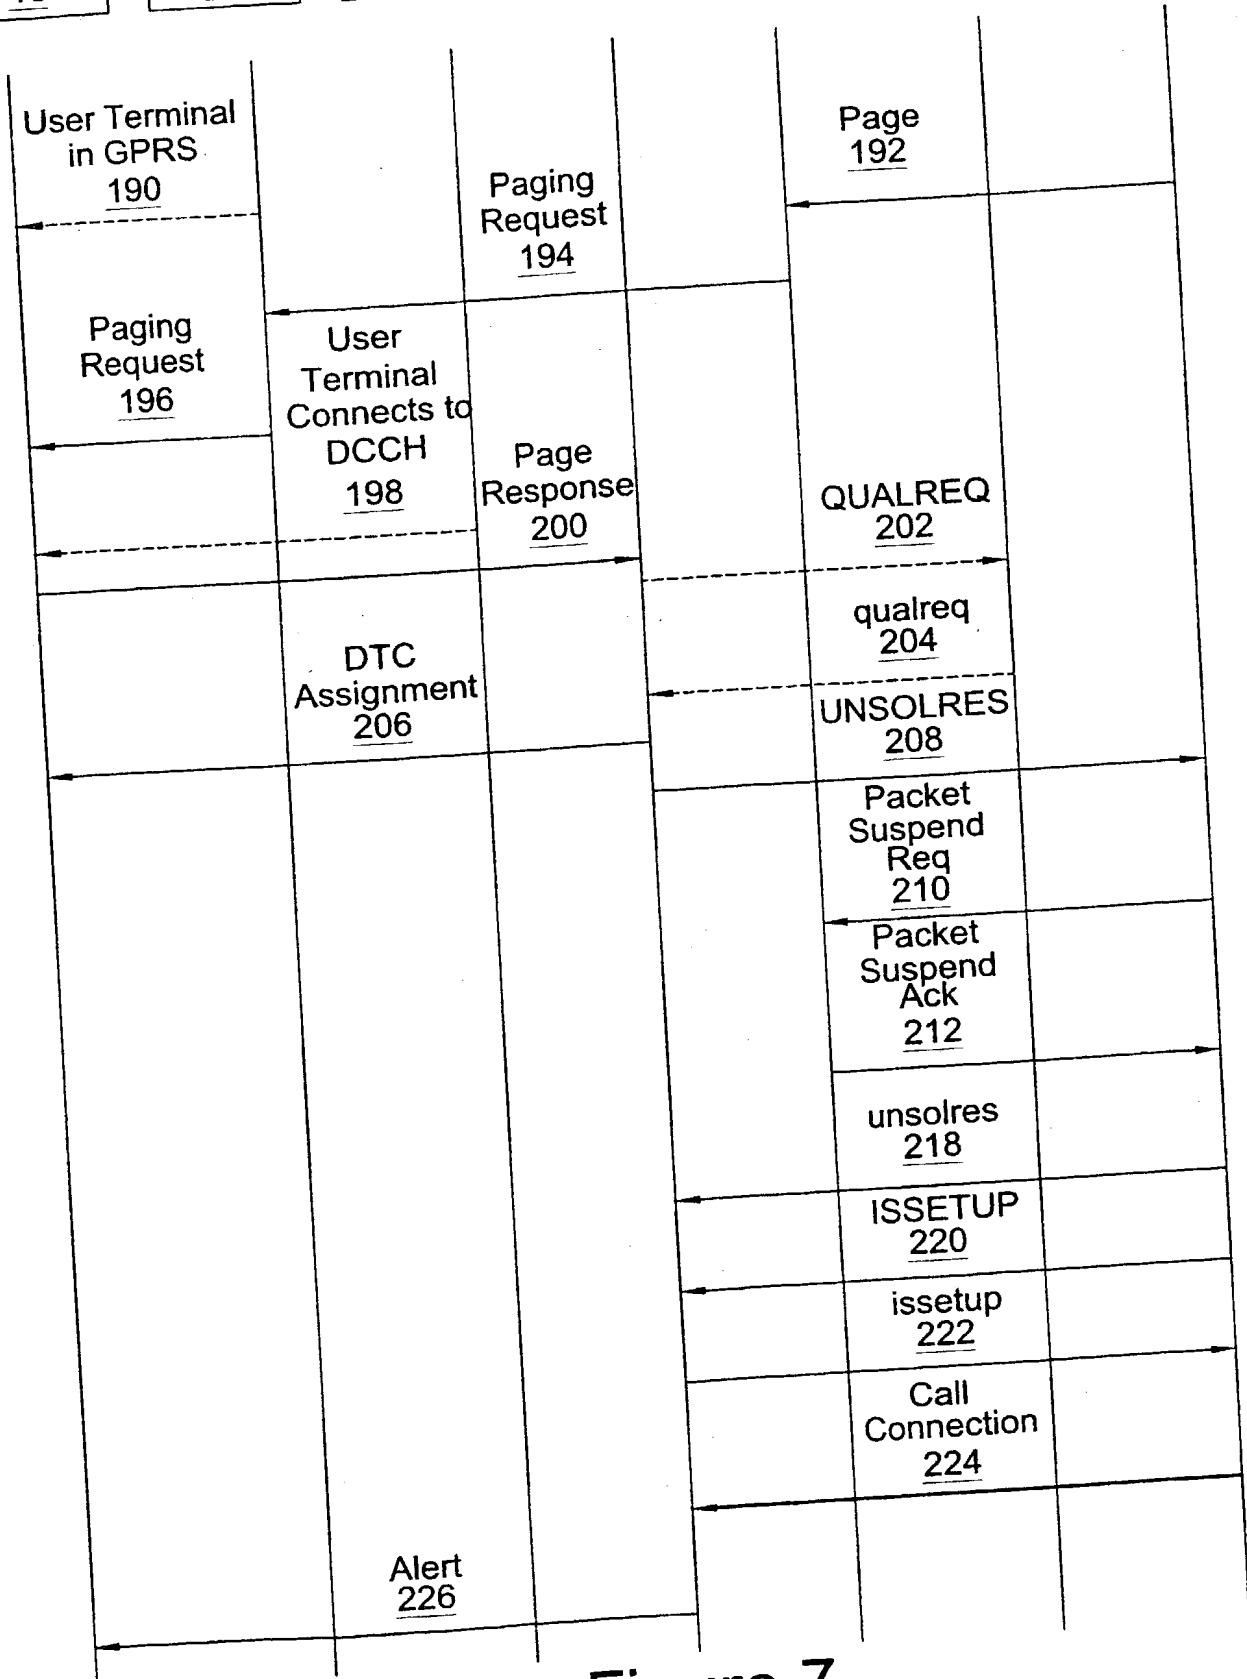 User Terminal
in GPRS
190
Page
192
Paging
Request
194
Paging
Request
196
User
Terminal
Connects to
DCCH
198
Page
Response
200
QUALREQ
202
qualreq
204
DTC
Assignment
206
UNSOLRES
208
Packet
Suspend
Req
210
Packet
Suspend
Ack
212
unsolres
218
ISSETUP
220
issetup
222
Call
Connection
224
Alert
226
Figure 7